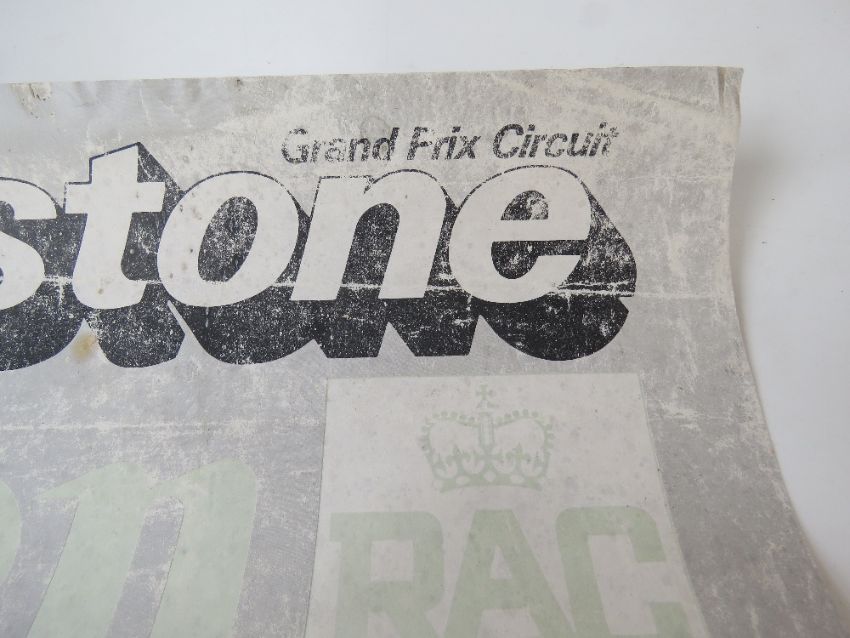 Grand Prix Circuit
stone
RAC